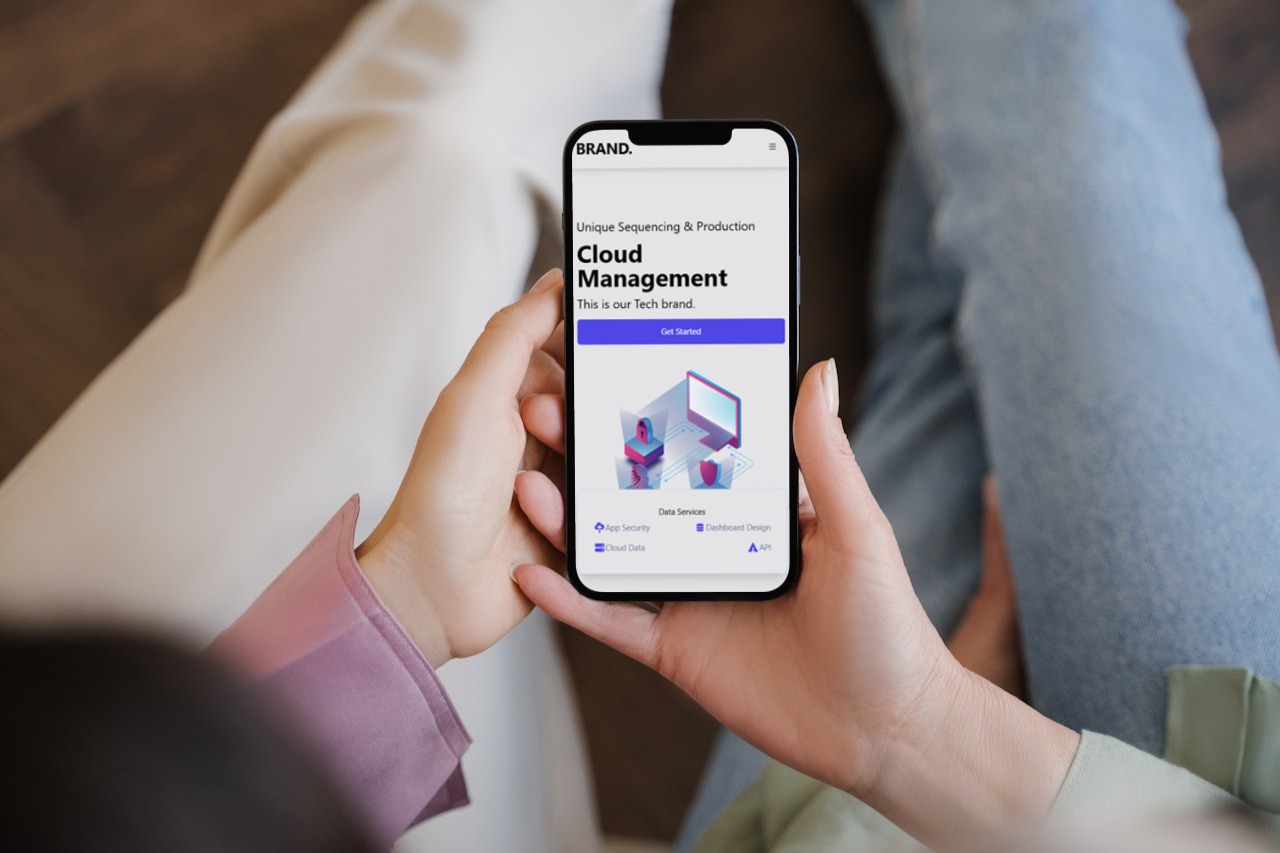 BRAND.
Unique Sequencing & Production
Cloud
Management
This is our Tech brand.
Get Started
Data Services
App Security Dashboard Design
Cloud Data API